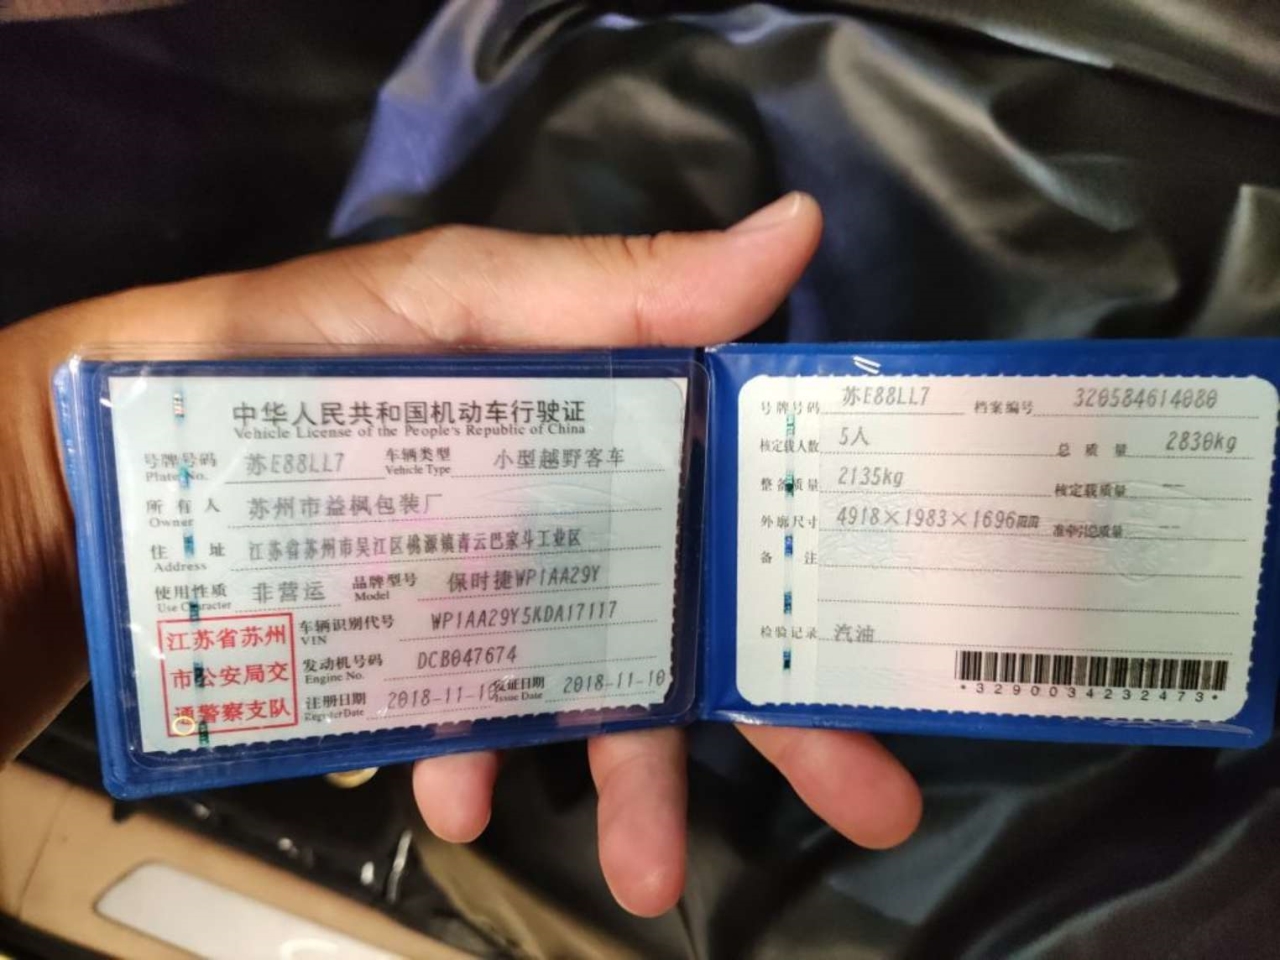 中华人民共和国机动车行驶证
Vehicle License of the People's Republic of China
号牌号码 苏E88LL7 车辆类型 小型越野客车
Plate No. Vehicle Type
所有人 苏州市益枫包装厂
Owner
住址 江苏省苏州市吴江区桃源镇青云巴家斗工业区
Address
使用性质 非营运 品牌型号 保时捷WP1AA29Y
Use Character Model
江苏省苏州
市公安局交
通警察支队
车辆识别代号 WP1AA29Y5KDA17117
VIN
发动机号码 DCB047674
Engine No.
注册日期 2018-11-10 发证日期 2018-11-10
Register Date Issue Date
号牌号码 苏E88LL7 档案编号 320584614080
核定载人数 5人 总质量 2830kg
整备质量 2135kg 核定载质量 --
外廓尺寸 4918×1983×1696mm 准牵引总质量 --
备注
检验记录 汽油
*3290034232473*